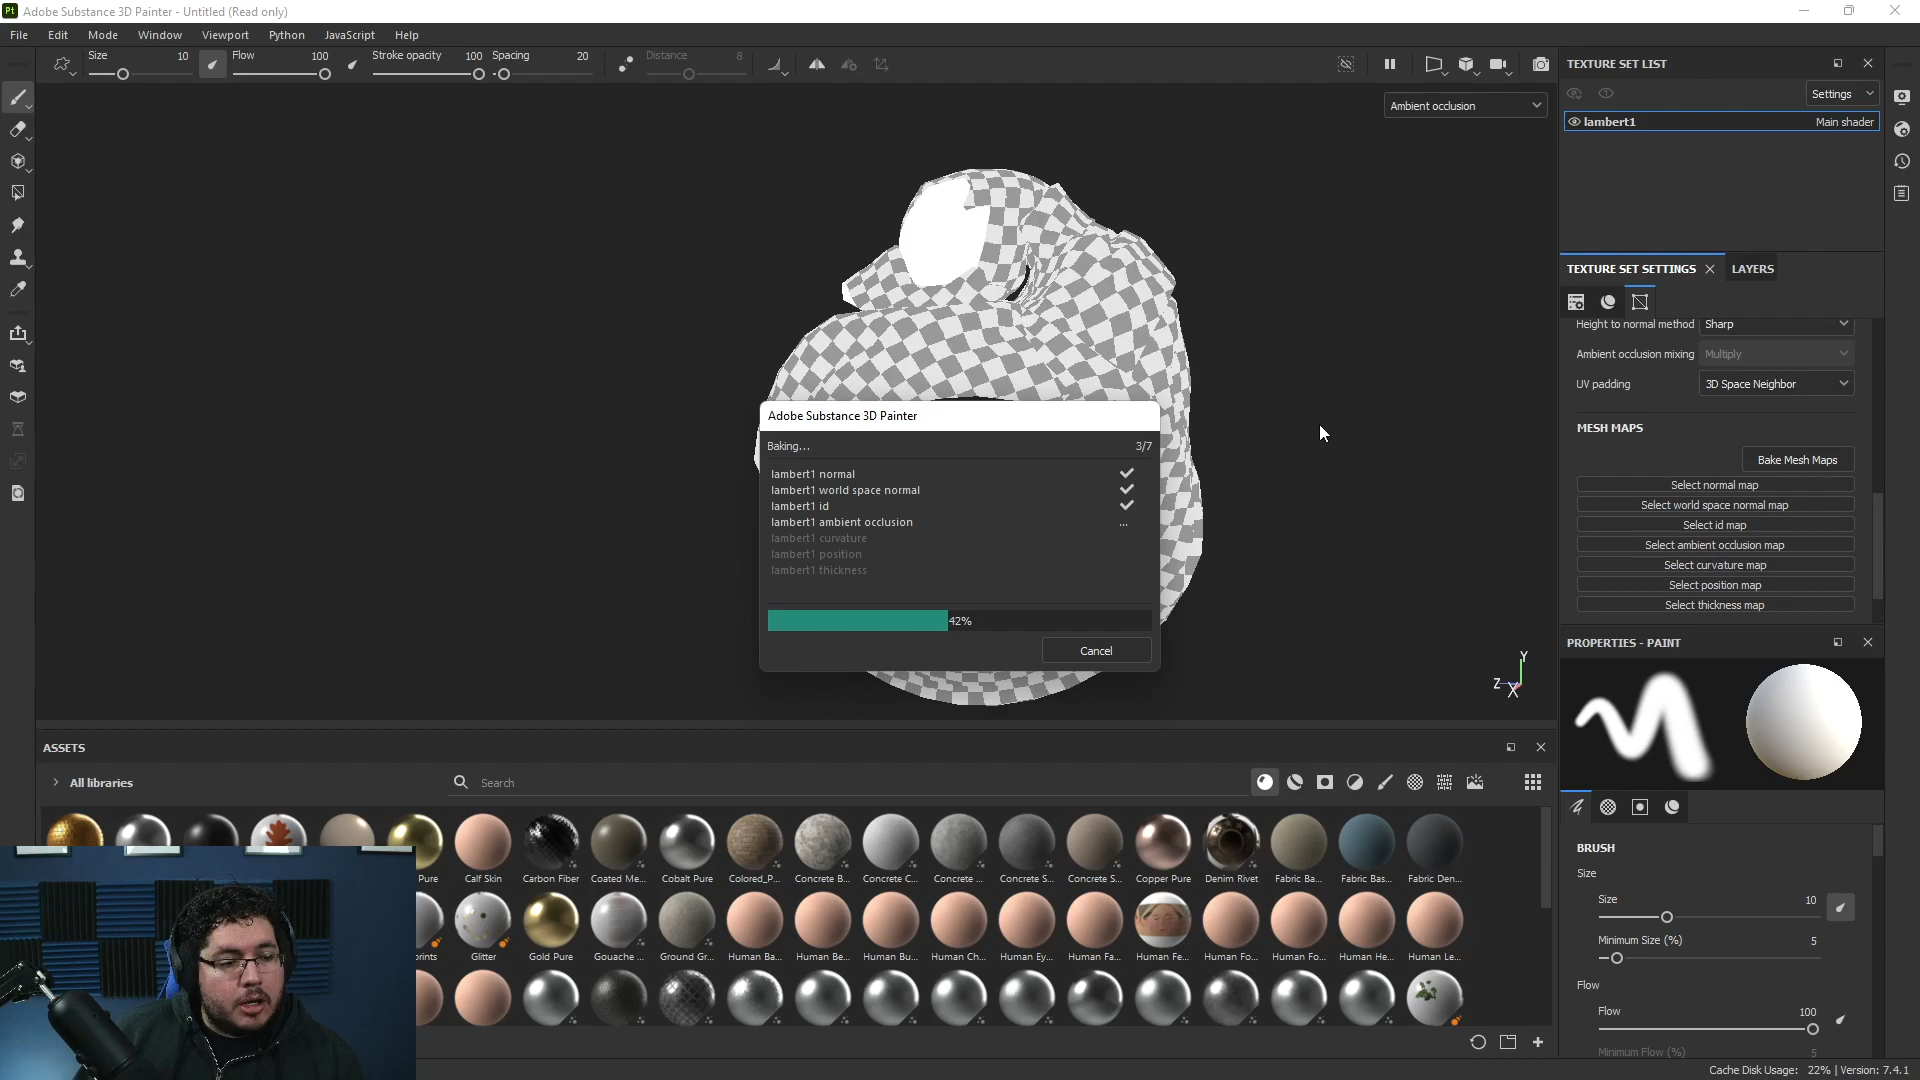 Pt Adobe Substance 3D Painter - Untitled (Read only)
File Edit Mode Window Viewport Python JavaScript Help
Size 10 Flow 100 Stroke opacity 100 Spacing 20 Distance 8
Ambient occlusion
TEXTURE SET LIST
Settings
lambert1 Main shader
TEXTURE SET SETTINGS LAYERS
Height to normal method Sharp
Ambient occlusion mixing Multiply
UV padding 3D Space Neighbor
MESH MAPS
Bake Mesh Maps
Select normal map
Select world space normal map
Select id map
Select ambient occlusion map
Select curvature map
Select position map
Select thickness map
Adobe Substance 3D Painter
Baking... 3/7
lambert1 normal
lambert1 world space normal
lambert1 id
lambert1 ambient occlusion ...
lambert1 curvature
lambert1 position
lambert1 thickness
42%
Cancel
Y
Z
X
PROPERTIES - PAINT
BRUSH
Size
Size 10
Minimum Size (%) 5
Flow
Flow 100
Minimum Flow (%) 5
ASSETS
All libraries
Search
Pure Calf Skin Carbon Fiber Coated Me... Cobalt Pure Colored_P... Concrete B... Concrete C... Concrete ... Concrete S... Concrete S... Copper Pure Denim Rivet Fabric Ba... Fabric Bas... Fabric Den...
prints Glitter Gold Pure Gouache ... Ground Gr... Human Ba... Human Be... Human Bu... Human Ch... Human Ey... Human Fa... Human Fe... Human Fo... Human Fo... Human He... Human Le...
Cache Disk Usage: 22% | Version: 7.4.1